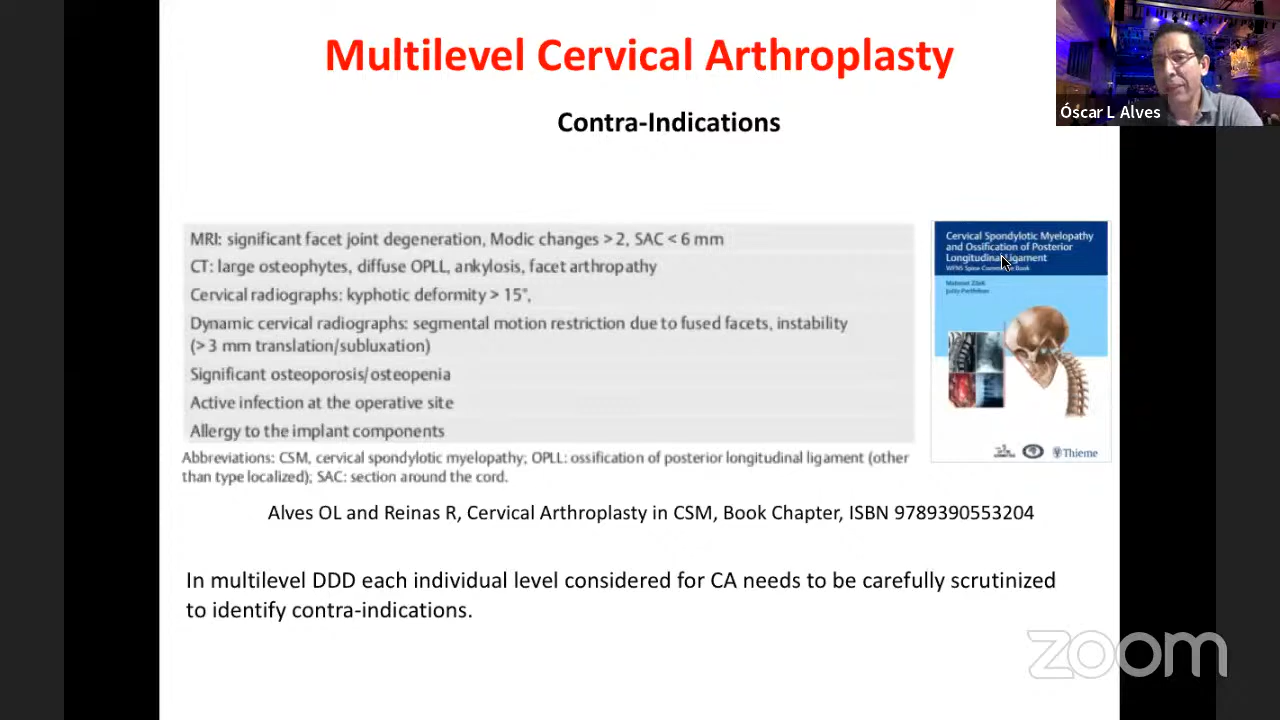 Multilevel Cervical Arthroplasty
Óscar L Alves
Contra-Indications
MRI: significant facet joint degeneration, Modic changes > 2, SAC < 6 mm
CT: large osteophytes, diffuse OPLL, ankylosis, facet arthropathy
Cervical radiographs: kyphotic deformity > 15°,
Dynamic cervical radiographs: segmental motion restriction due to fused facets, instability
(> 3 mm translation/subluxation)
Significant osteoporosis/osteopenia
Active infection at the operative site
Allergy to the implant components
Abbreviations: CSM, cervical spondylotic myelopathy; OPLL: ossification of posterior longitudinal ligament (other
than type localized); SAC: section around the cord.
Cervical Spondylotic Myelopathy
and Ossification of Posterior
Longitudinal Ligament
WFNS Spine Committee Book
Thieme
Alves OL and Reinas R, Cervical Arthroplasty in CSM, Book Chapter, ISBN 9789390553204
In multilevel DDD each individual level considered for CA needs to be carefully scrutinized
to identify contra-indications.
zoom